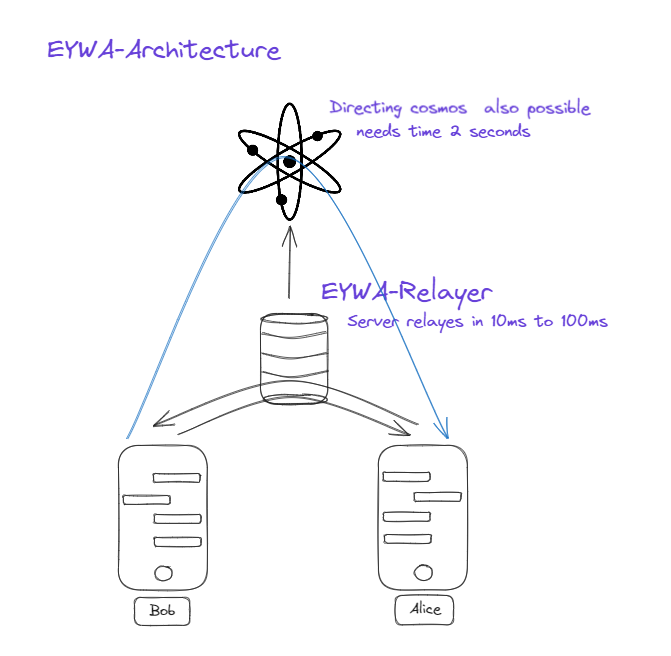 EYWA-Architecture
Directing cosmos also possible
needs time 2 seconds
EYWA-Relayer
Server relayes in 10ms to 100ms
Bob
Alice